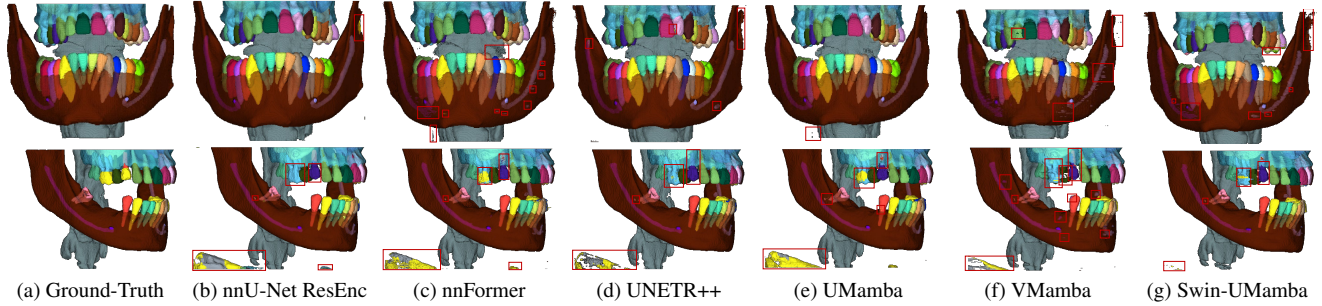 (a) Ground-Truth (b) nnU-Net ResEnc (c) nnFormer (d) UNETR++ (e) UMamba (f) VMamba (g) Swin-UMamba